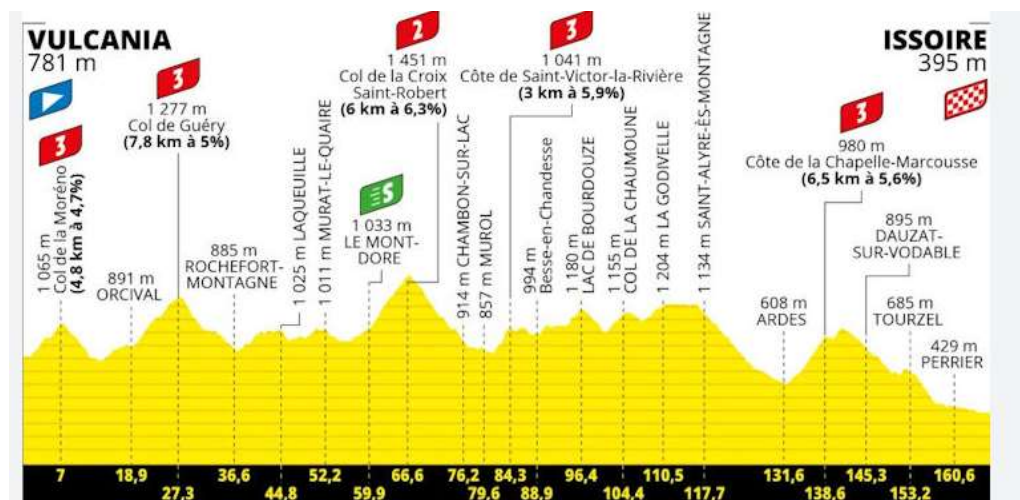 VULCANIA
781 m
3
1 065 m
Col de la Moréno
(4,8 km à 4,7%)
891 m
ORCIVAL
3
1 277 m
Col de Guéry
(7,8 km à 5%)
885 m
ROCHEFORT-
MONTAGNE
1 025 m LAQUEUILLE
1 011 m MURAT-LE-QUAIRE
S
1 033 m
LE MONT-
DORE
2
1 451 m
Col de la Croix
Saint-Robert
(6 km à 6,3%)
914 m CHAMBON-SUR-LAC
857 m MUROL
3
1 041 m
Côte de Saint-Victor-la-Rivière
(3 km à 5,9%)
994 m
Besse-en-Chandesse
1 180 m
LAC DE BOURDOUZE
1 155 m
COL DE LA CHAUMOUNE
1 204 m LA GODIVELLE
1 134 m SAINT-ALYRE-ÈS-MONTAGNE
608 m
ARDES
3
980 m
Côte de la Chapelle-Marcousse
(6,5 km à 5,6%)
895 m
DAUZAT-
SUR-VODABLE
685 m
TOURZEL
429 m
PERRIER
ISSOIRE
395 m
7 18,9 36,6 52,2 66,6 76,2 84,3 96,4 110,5 131,6 145,3 160,6
27,3 44,8 59,9 79,6 88,9 104,4 117,7 138,6 153,2